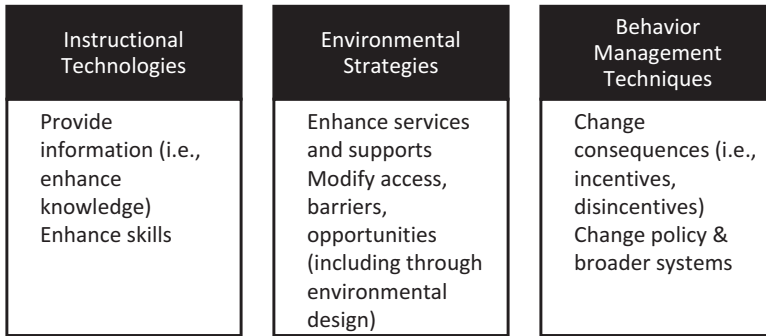 Instructional
Technologies
Provide
information (i.e.,
enhance
knowledge)
Enhance skills
Environmental
Strategies
Enhance services
and supports
Modify access,
barriers,
opportunities
(including through
environmental
design)
Behavior
Management
Techniques
Change
consequences (i.e.,
incentives,
disincentives)
Change policy &
broader systems